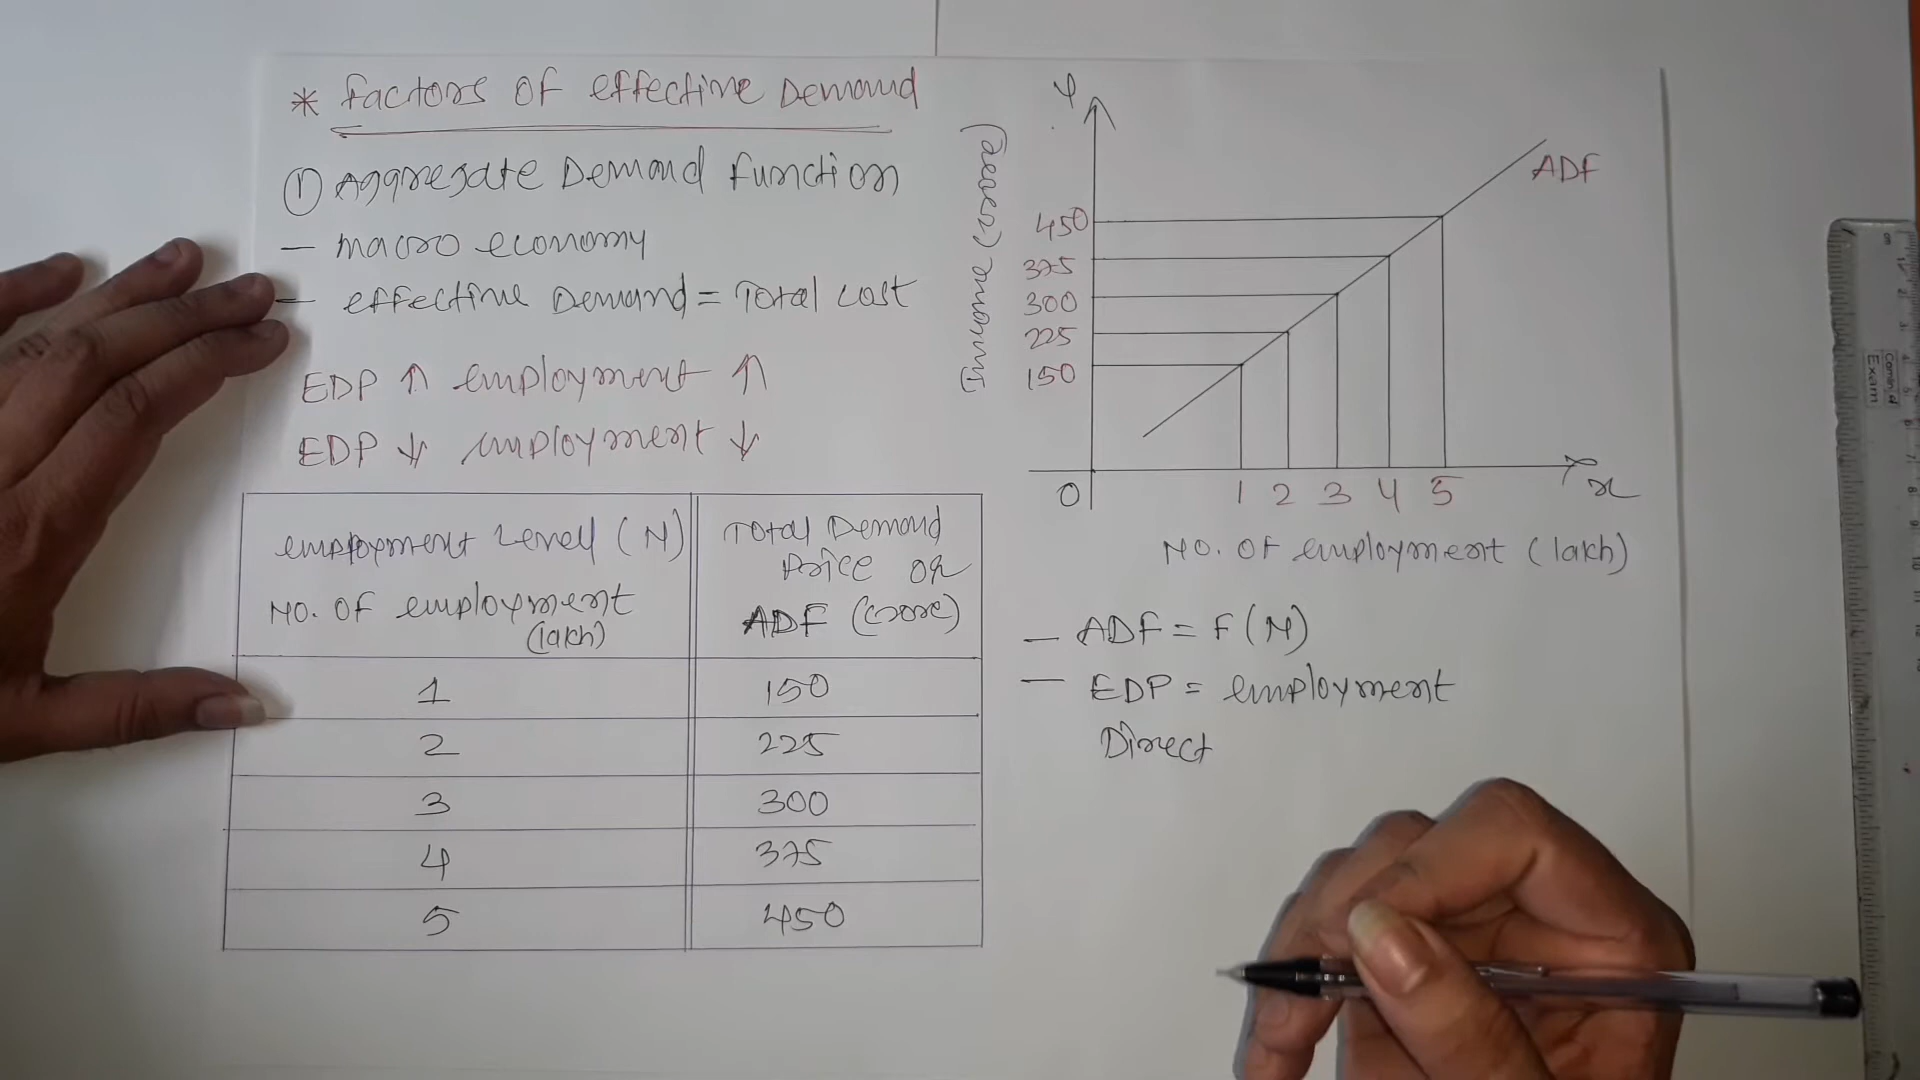 * Factors of effective Demand
① Aggregate Demand Function
— macro economy
— effective Demand = Total Cost
EDP ↑ employment ↑
EDP ↓ employment ↓
employment Level (N)
No. of employment
(lakh)
Total Demand
Price or
ADF (crore)
1 150
2 225
3 300
4 375
5 450
y
(crores)
450
375
300
225
150
ADF
0 1 2 3 4 5 x
No. of employment (lakh)
— ADF = F(N)
— EDP = employment
Direct
Exam